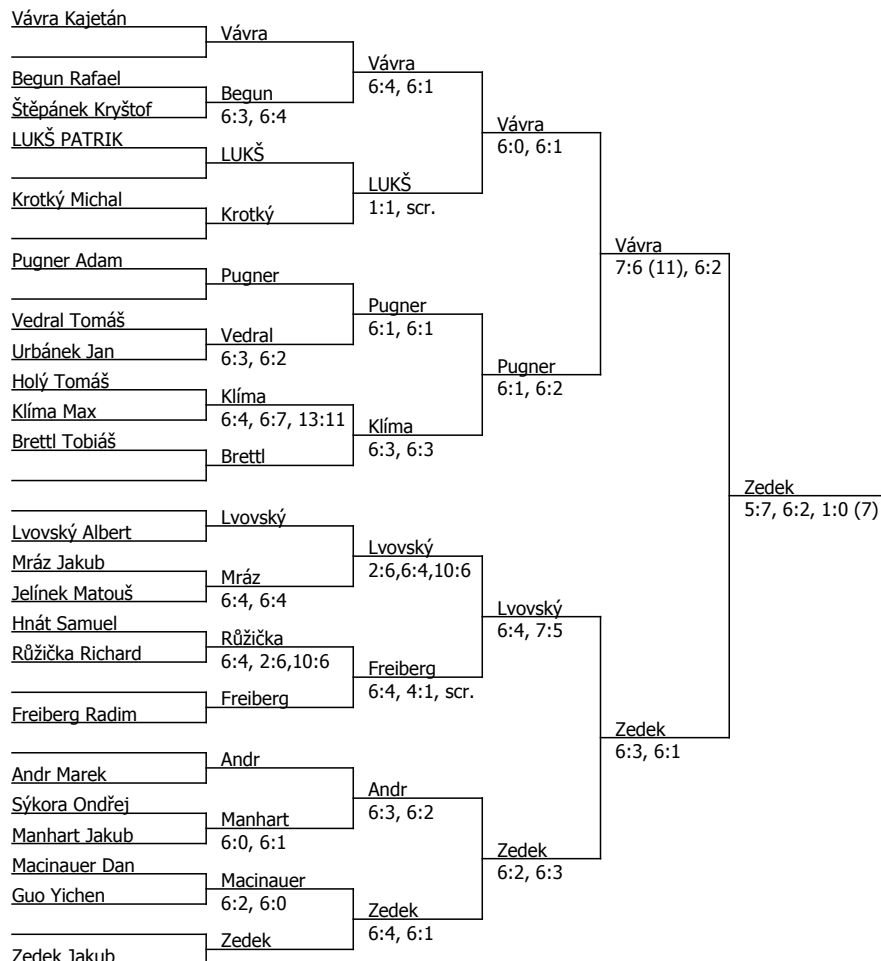 Vávra Kajetán
Begun Rafael
Štěpánek Kryštof
LUKŠ PATRIK
Krotký Michal
Pugner Adam
Vedral Tomáš
Urbánek Jan
Holý Tomáš
Klíma Max
Brettl Tobiáš
Lvovský Albert
Mráz Jakub
Jelínek Matouš
Hnát Samuel
Růžička Richard
Freiberg Radim
Andr Marek
Sýkora Ondřej
Manhart Jakub
Macinauer Dan
Guo Yichen
Zedek Jakub
Vávra
Begun
6:3, 6:4
LUKŠ
Krotký
Pugner
Vedral
6:3, 6:2
Klíma
6:4, 6:7, 13:11
Brettl
Lvovský
Mráz
6:4, 6:4
Růžička
6:4, 2:6,10:6
Freiberg
Andr
Manhart
6:0, 6:1
Macinauer
6:2, 6:0
Zedek
Vávra
6:4, 6:1
LUKŠ
1:1, scr.
Pugner
6:1, 6:1
Klíma
6:3, 6:3
Lvovský
2:6,6:4,10:6
Freiberg
6:4, 4:1, scr.
Andr
6:3, 6:2
Zedek
6:4, 6:1
Vávra
6:0, 6:1
Pugner
6:1, 6:2
Lvovský
6:4, 7:5
Zedek
6:2, 6:3
Vávra
7:6 (11), 6:2
Zedek
6:3, 6:1
Zedek
5:7, 6:2, 1:0 (7)